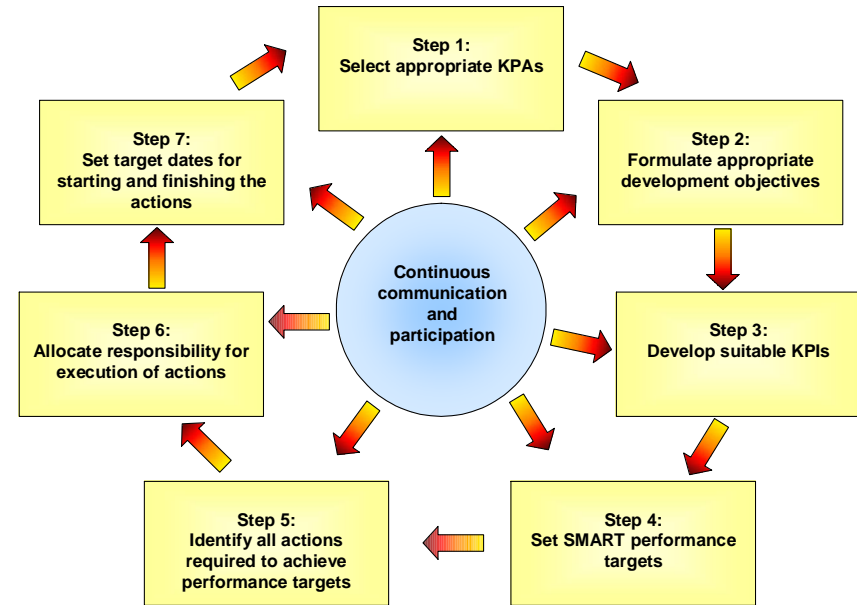 Step 1:
Select appropriate KPAs
Step 2:
Formulate appropriate
development objectives
Step 3:
Develop suitable KPIs
Step 4:
Set SMART performance
targets
Step 5:
Identify all actions
required to achieve
performance targets
Step 6:
Allocate responsibility for
execution of actions
Step 7:
Set target dates for
starting and finishing the
actions
Continuous
communication
and
participation